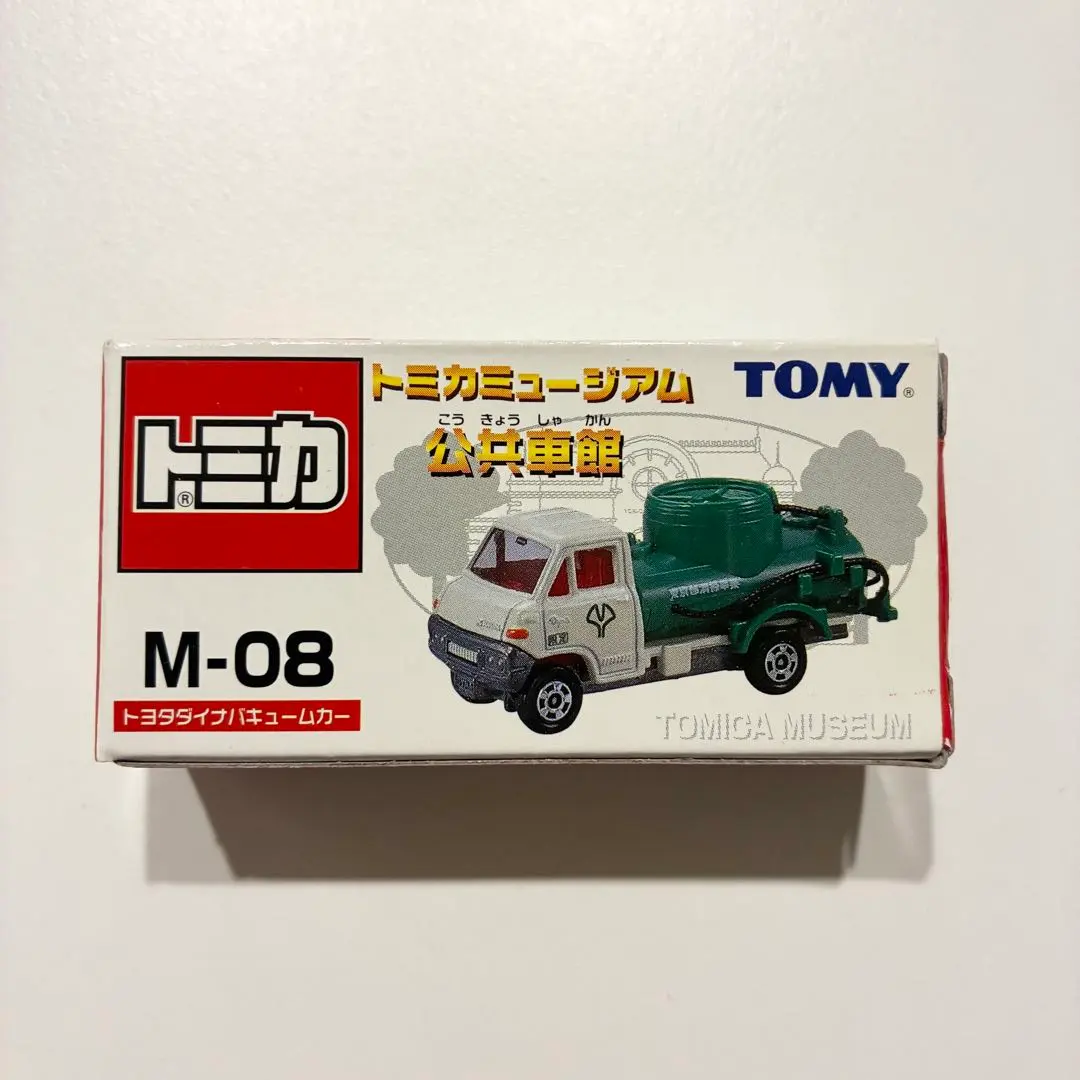 トミカ®
M-08
トヨタダイナバキュームカー
トミカミュージアム
こう きょう しゃ かん
公共車館
TOMY®
TOMICA MUSEUM